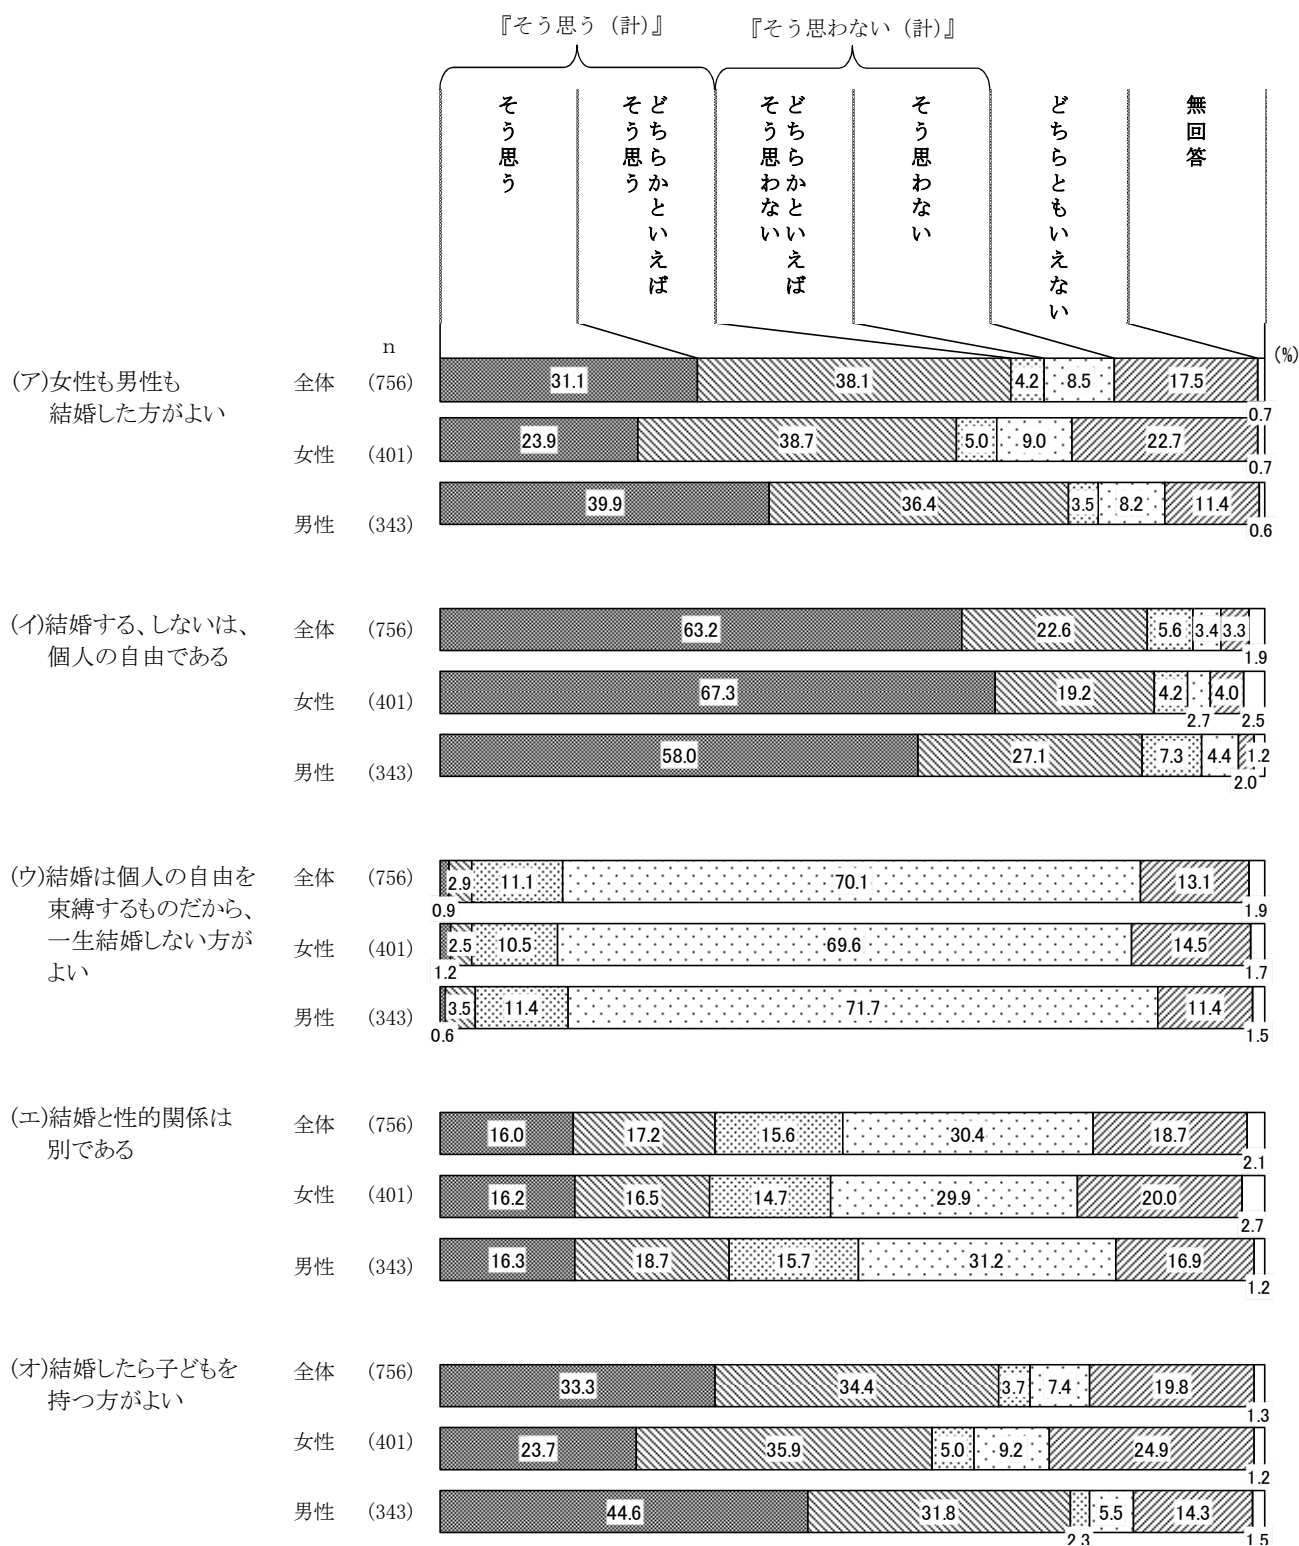 『そう思う（計）』
『そう思わない（計）』
そう思う
どちらかといえば
そう思う
どちらかといえば
そう思わない
そう思わない
どちらともいえない
無回答
n
(%)
(ア)女性も男性も
結婚した方がよい
全体 (756) 31.1 38.1 4.2 8.5 17.5 0.7
女性 (401) 23.9 38.7 5.0 9.0 22.7 0.7
男性 (343) 39.9 36.4 3.5 8.2 11.4 0.6
(イ)結婚する、しないは、
個人の自由である
全体 (756) 63.2 22.6 5.6 3.4 3.3 1.9
女性 (401) 67.3 19.2 4.2 2.7 4.0 2.5
男性 (343) 58.0 27.1 7.3 4.4 2.0 1.2
(ウ)結婚は個人の自由を
束縛するものだから、
一生結婚しない方が
よい
全体 (756) 0.9 2.9 11.1 70.1 13.1 1.9
女性 (401) 1.2 2.5 10.5 69.6 14.5 1.7
男性 (343) 0.6 3.5 11.4 71.7 11.4 1.5
(エ)結婚と性的関係は
別である
全体 (756) 16.0 17.2 15.6 30.4 18.7 2.1
女性 (401) 16.2 16.5 14.7 29.9 20.0 2.7
男性 (343) 16.3 18.7 15.7 31.2 16.9 1.2
(オ)結婚したら子どもを
持つ方がよい
全体 (756) 33.3 34.4 3.7 7.4 19.8 1.3
女性 (401) 23.7 35.9 5.0 9.2 24.9 1.2
男性 (343) 44.6 31.8 2.3 5.5 14.3 1.5